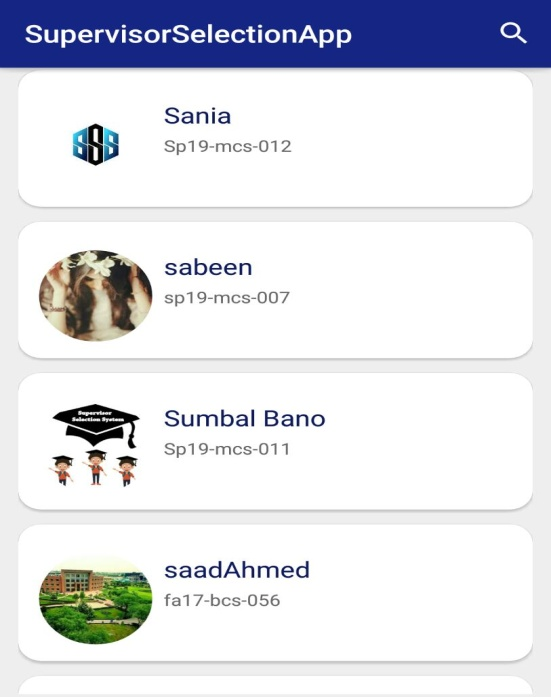 SupervisorSelectionApp
SSS
Sania
Sp19-mcs-012
sabeen
sp19-mcs-007
Supervisor
Selection System
Sumbal Bano
Sp19-mcs-011
saadAhmed
fa17-bcs-056